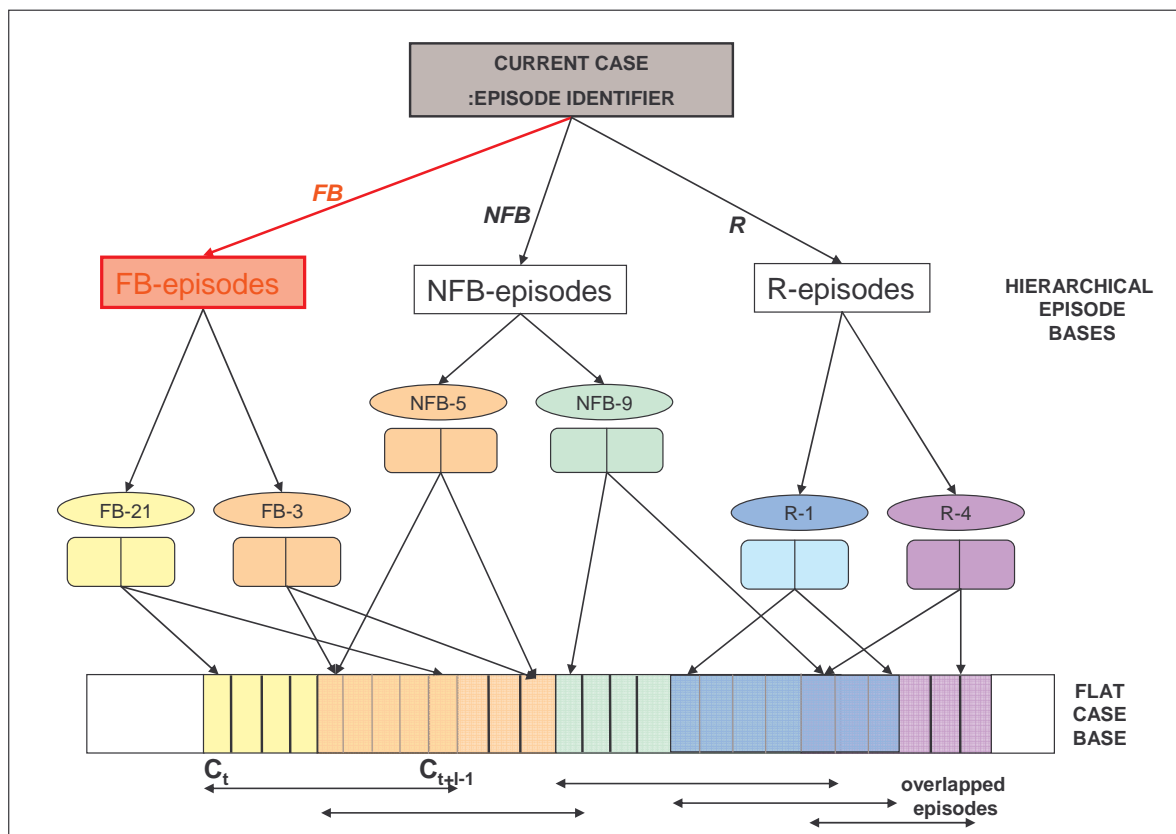 CURRENT CASE
:EPISODE IDENTIFIER
FB
NFB
R
FB-episodes
NFB-episodes
R-episodes
HIERARCHICAL
EPISODE
BASES
NFB-5
NFB-9
FB-21
FB-3
R-1
R-4
FLAT
CASE
BASE
Ct
Ct+l-1
overlapped
episodes